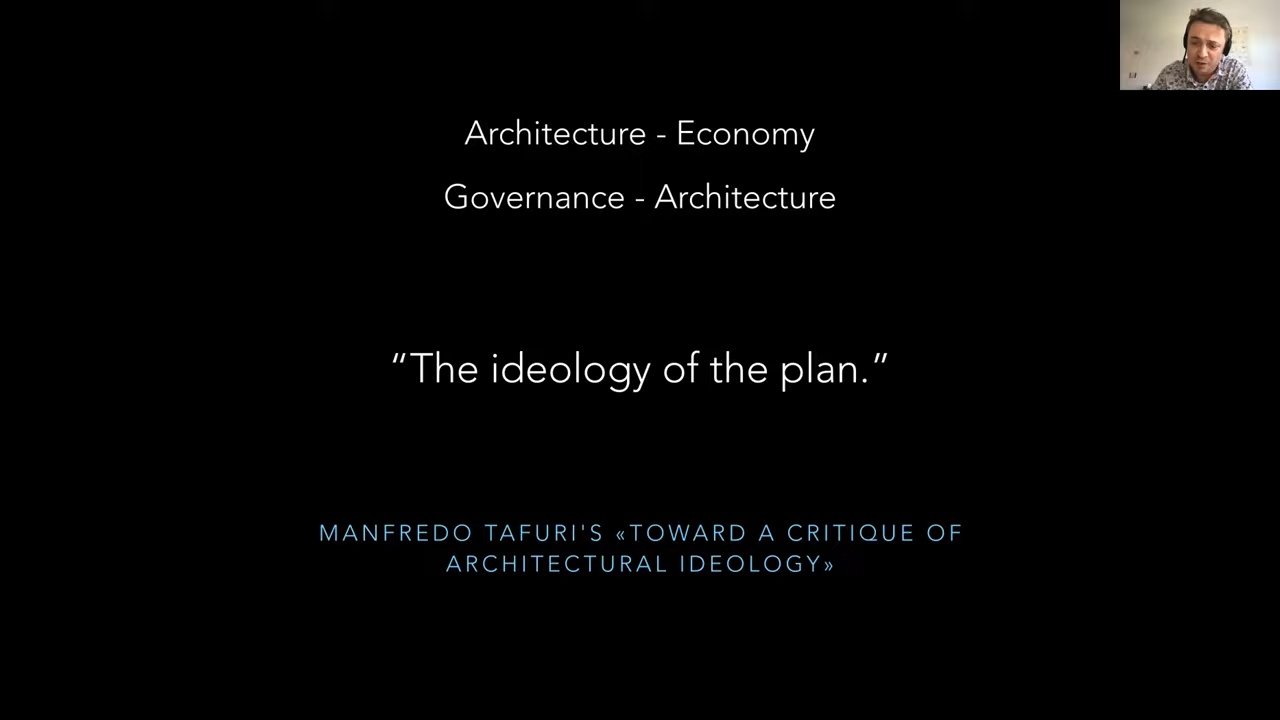 Architecture - Economy
Governance - Architecture
“The ideology of the plan.”
MANFREDO TAFURI'S «TOWARD A CRITIQUE OF
ARCHITECTURAL IDEOLOGY»